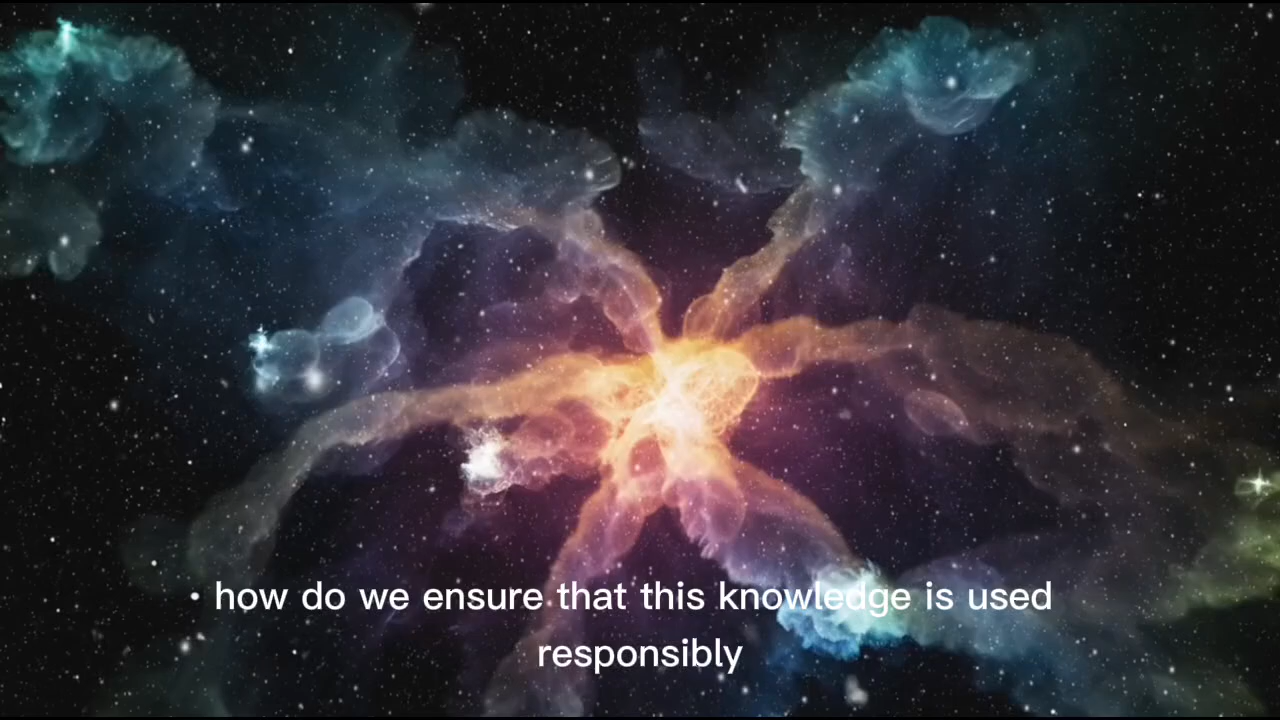 how do we ensure that this knowledge is used
responsibly